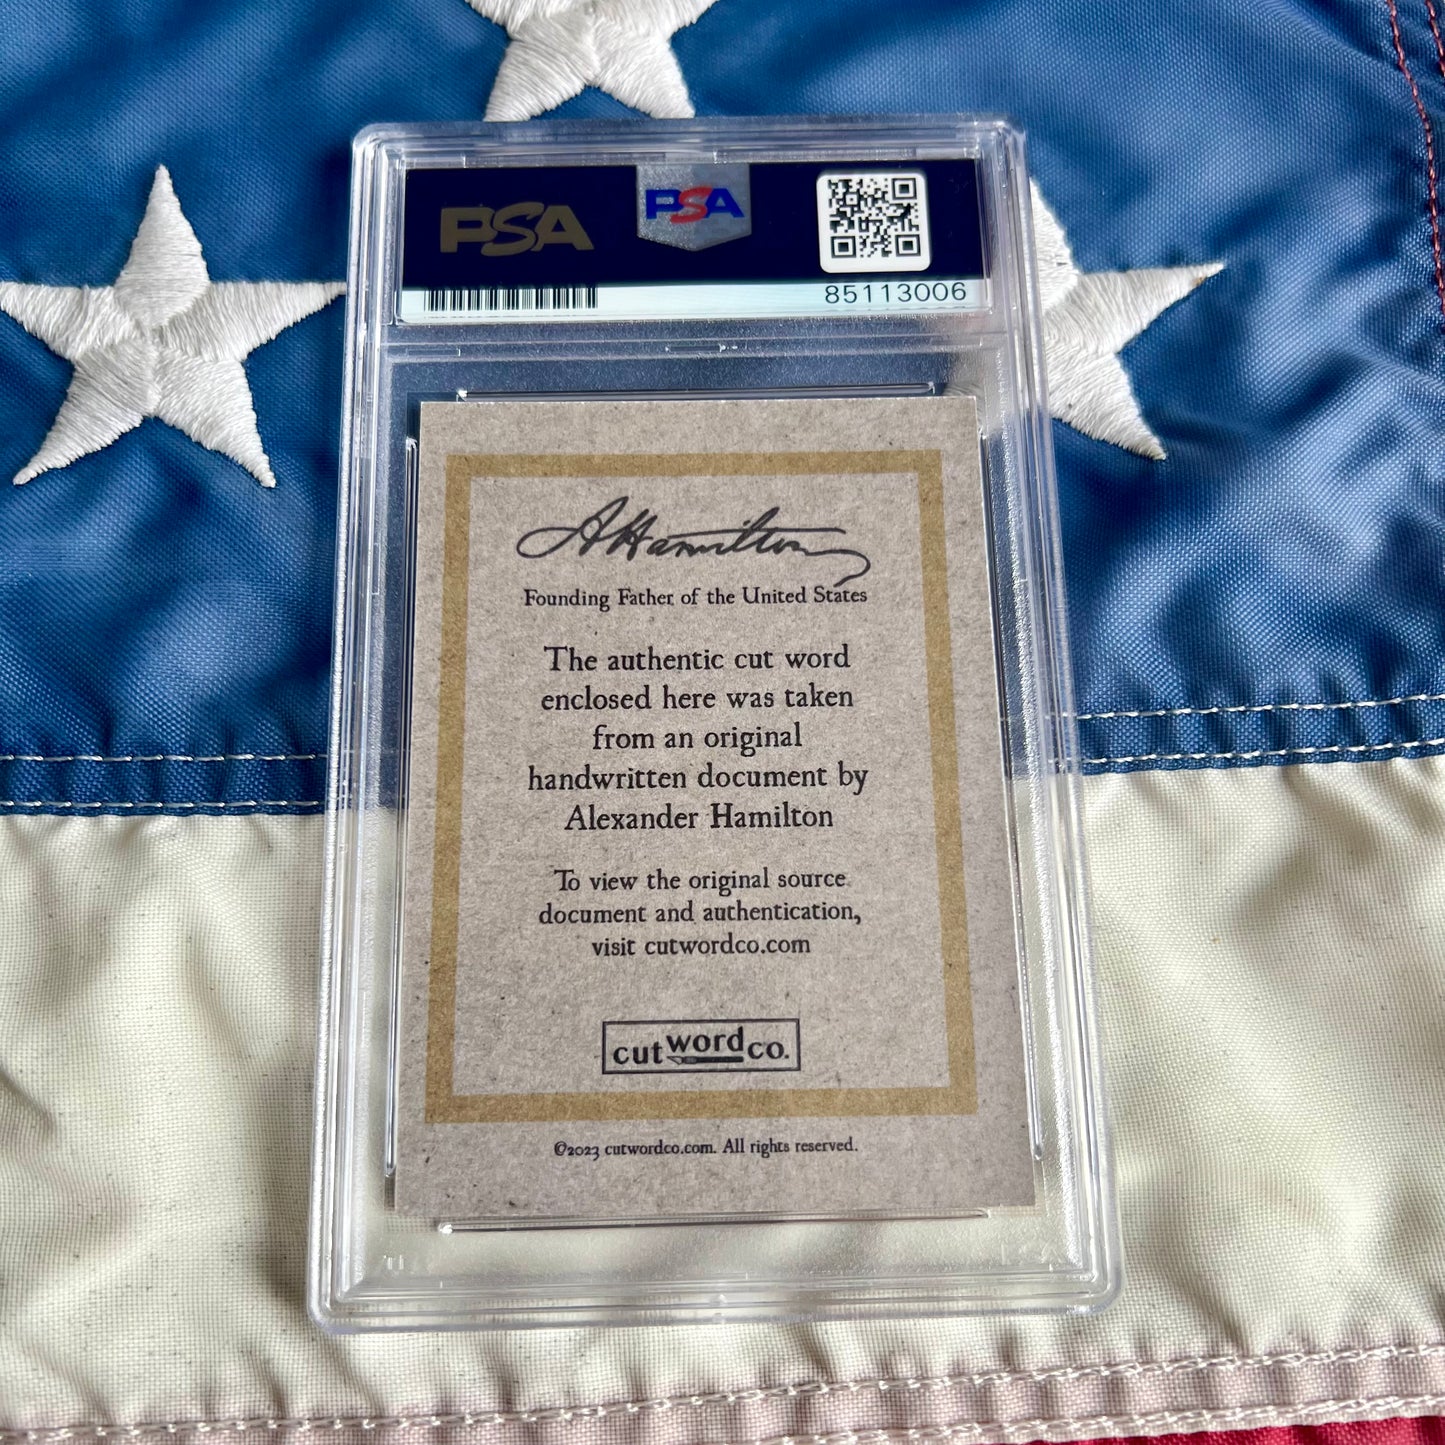 PSA
PSA
85113006
AHamilton
Founding Father of the United States
The authentic cut word
enclosed here was taken
from an original
handwritten document by
Alexander Hamilton
To view the original source
document and authentication,
visit cutwordco.com
cutwordco.
©2023 cutwordco.com. All rights reserved.